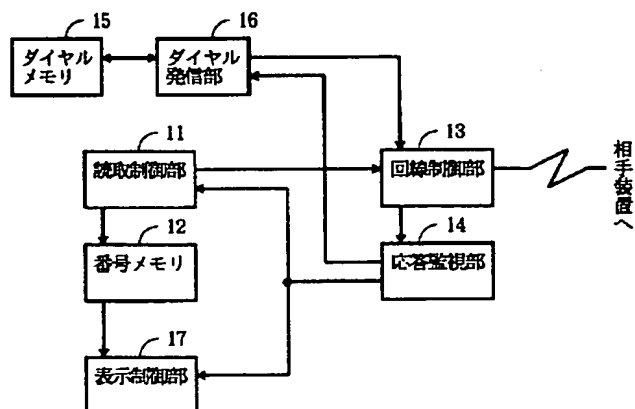 15
16
ダイヤル
メモリ
ダイヤル
発信部
11
13
読取制御部
回線制御部
相手装置へ
12
14
番号メモリ
応答監視部
17
表示制御部